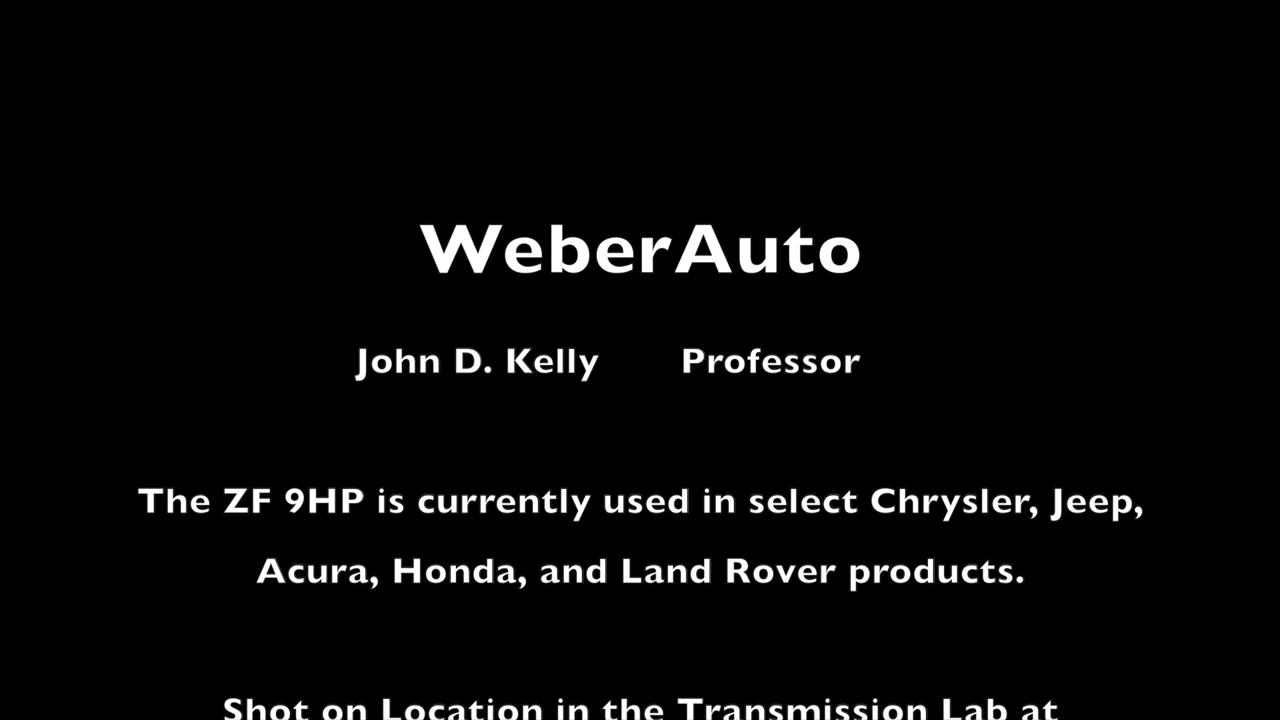 WeberAuto
John D. Kelly Professor
The ZF 9HP is currently used in select Chrysler, Jeep,
Acura, Honda, and Land Rover products.
Shot on Location in the Transmission Lab at